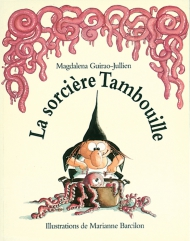 Magdalena Guirao-Jullien
La sorcière Tambouille
Illustrations de Marianne Barcilon